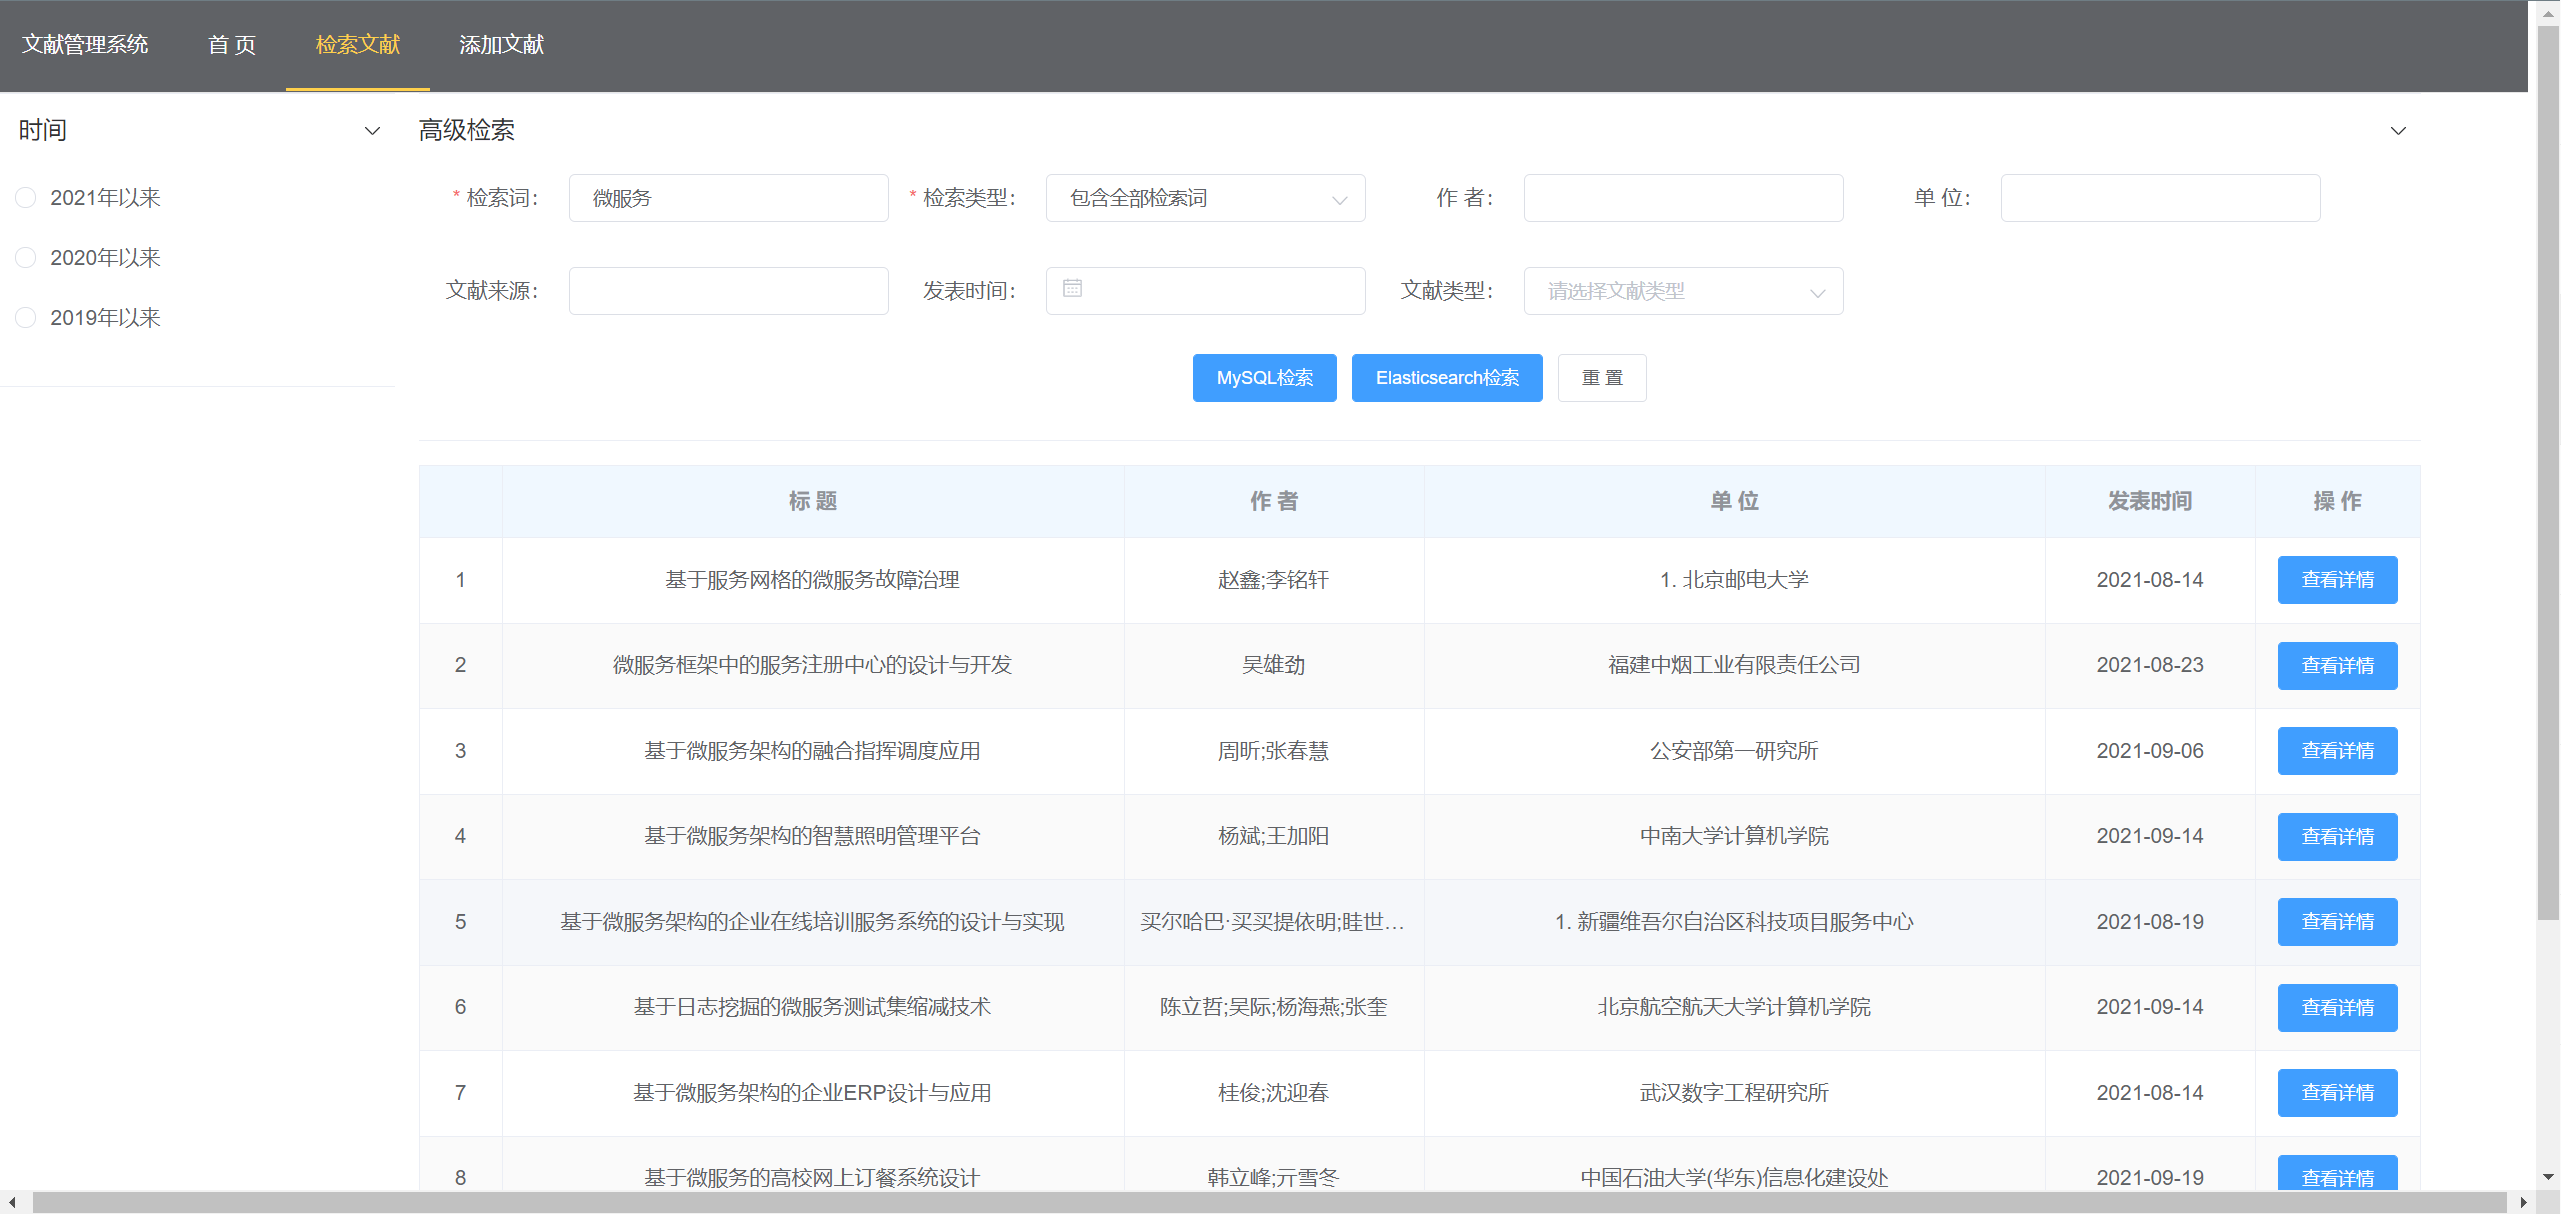 文献管理系统 首 页 检索文献 添加文献
时间
2021年以来
2020年以来
2019年以来
高级检索
* 检索词： 微服务 * 检索类型： 包含全部检索词 作 者： 单 位：
文献来源： 发表时间： 文献类型： 请选择文献类型
MySQL检索 Elasticsearch检索 重 置
标 题 作 者 单 位 发表时间 操 作
1 基于服务网格的微服务故障治理 赵鑫;李铭轩 1. 北京邮电大学 2021-08-14 查看详情
2 微服务框架中的服务注册中心的设计与开发 吴雄劲 福建中烟工业有限责任公司 2021-08-23 查看详情
3 基于微服务架构的融合指挥调度应用 周昕;张春慧 公安部第一研究所 2021-09-06 查看详情
4 基于微服务架构的智慧照明管理平台 杨斌;王加阳 中南大学计算机学院 2021-09-14 查看详情
5 基于微服务架构的企业在线培训服务系统的设计与实现 买尔哈巴·买买提依明;眭世… 1. 新疆维吾尔自治区科技项目服务中心 2021-08-19 查看详情
6 基于日志挖掘的微服务测试集缩减技术 陈立哲;吴际;杨海燕;张奎 北京航空航天大学计算机学院 2021-09-14 查看详情
7 基于微服务架构的企业ERP设计与应用 桂俊;沈迎春 武汉数字工程研究所 2021-08-14 查看详情
8 基于微服务的高校网上订餐系统设计 韩立峰;亓雪冬 中国石油大学(华东)信息化建设处 2021-09-19 查看详情